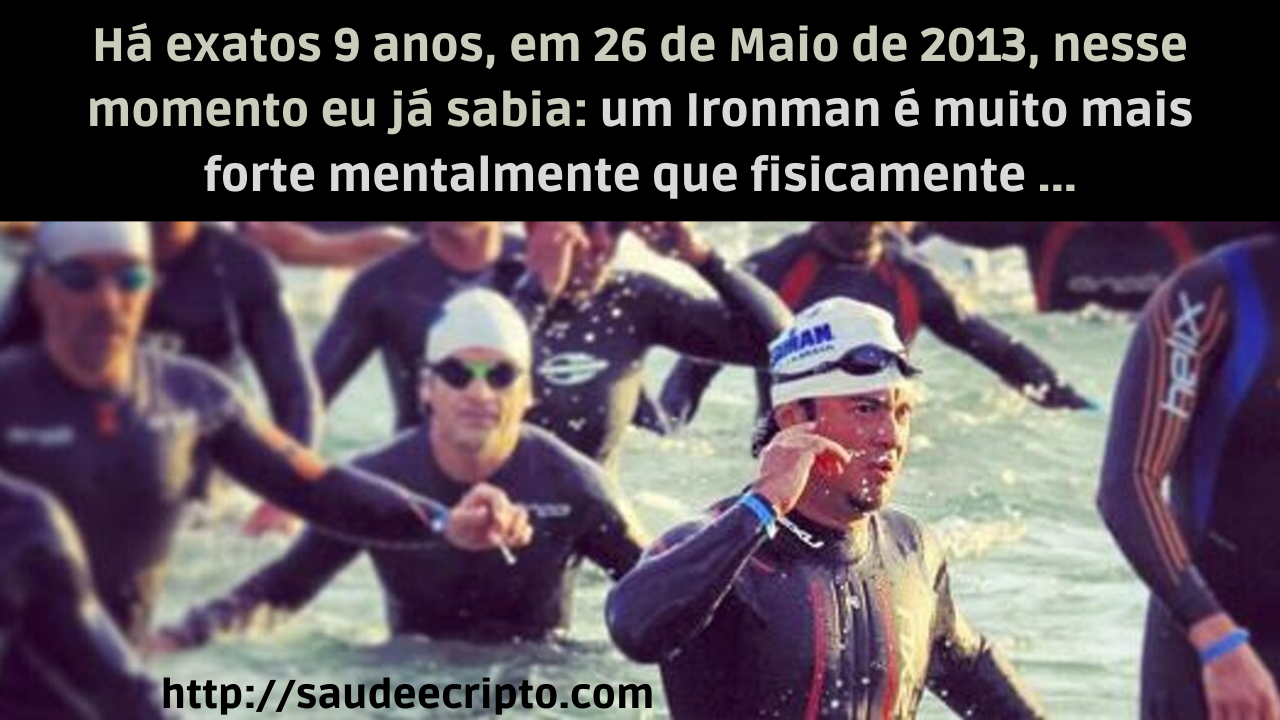 Há exatos 9 anos, em 26 de Maio de 2013, nesse
momento eu já sabia: um Ironman é muito mais
forte mentalmente que fisicamente ...
helix
http://saudeecripto.com